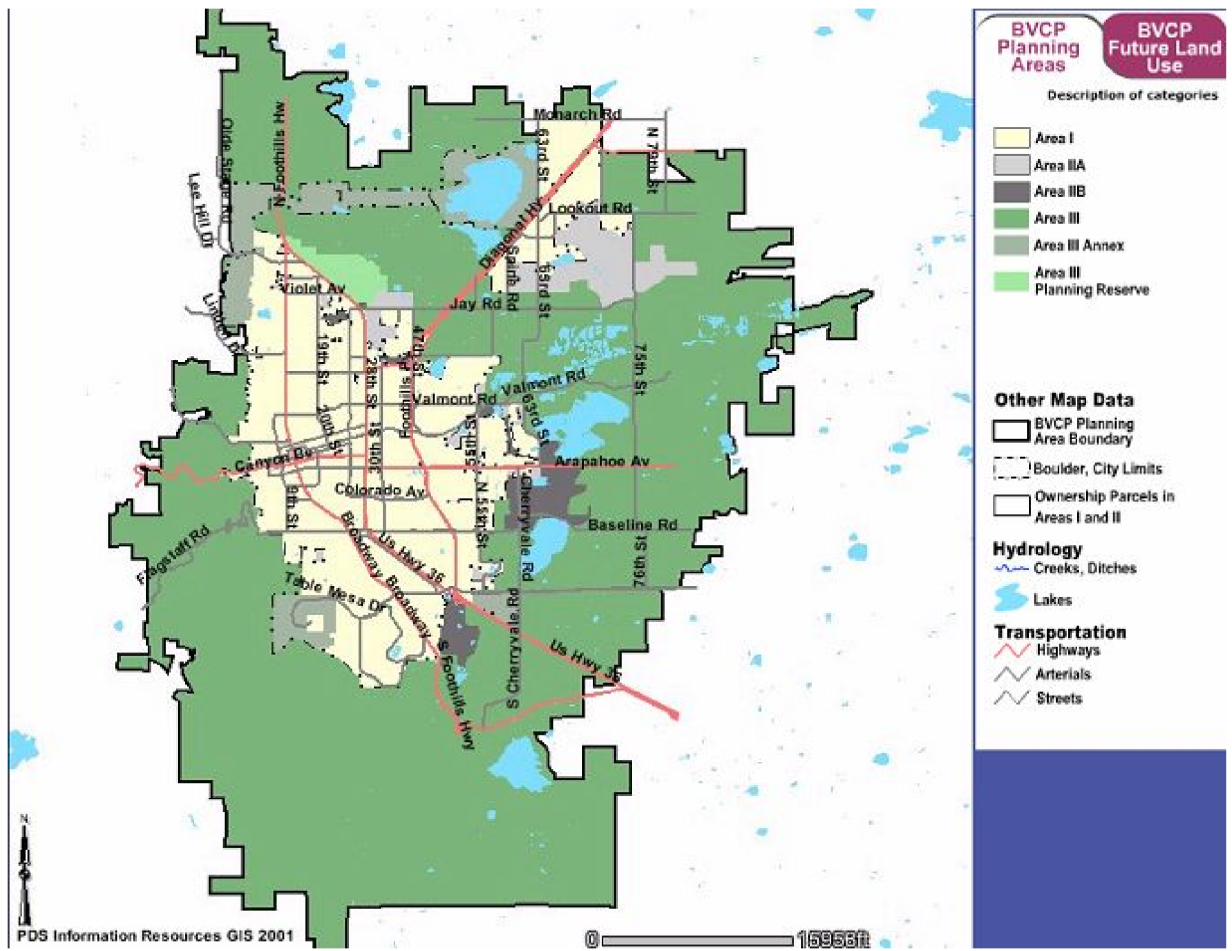 BVCP
Planning
Areas
BVCP
Future Land
Use
Description of categories
Area I
Area IIA
Area IIB
Area III
Area III Annex
Area III
Planning Reserve
Other Map Data
BVCP Planning
Area Boundary
Boulder, City Limits
Ownership Parcels in
Areas I and II
Hydrology
Creeks, Ditches
Lakes
Transportation
Highways
Arterials
Streets
Monarch Rd
N 79th St
63rd St
Olde Stage Rd
N Foothills Hw
Lee Hill Dr
Lookout Rd
Diagonal Hy
Spine Rd
63rd St
Violet Av
Jay Rd
Linden Dr
47th St
19th St
28th St
Foothills
75th St
Valmont Rd
Valmont Rd
63rd St
20th St
30th St
55th St
Canyon Be
Arapahoe Av
Colorado Av
9th St
N 55th St
Cherryvale Rd
Baseline Rd
Flagstaff Rd
Broadway
Us Hwy 36
76th St
Table Mesa Dr
Broadway
S Cherryvale Rd
Us Hwy 36
S Foothills Hwy
N
PDS Information Resources GIS 2001
0
15958ft